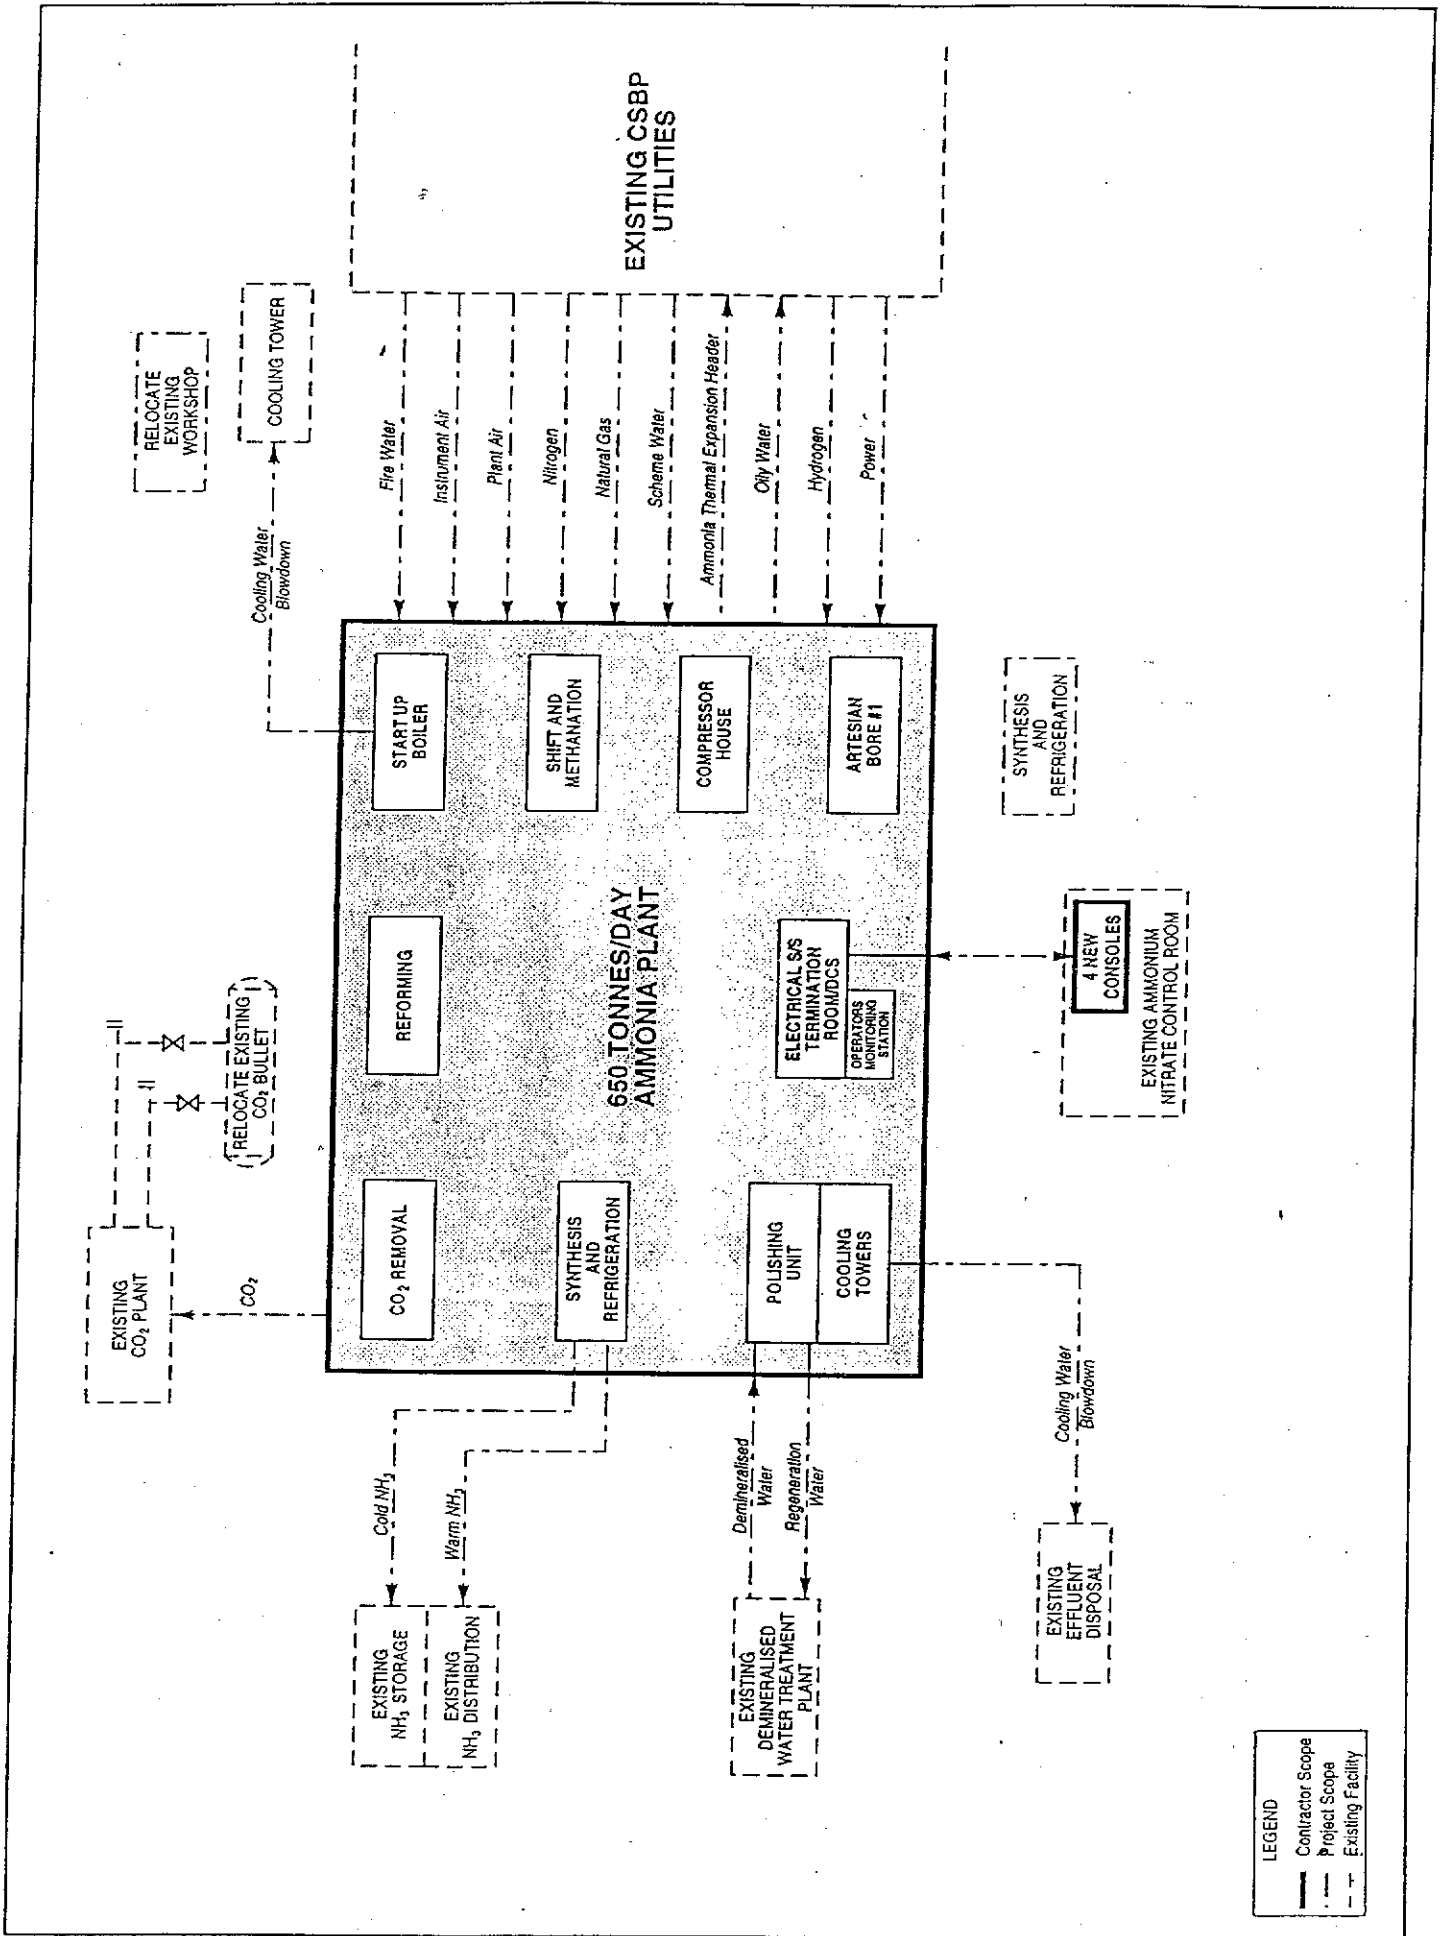 RELOCATE
EXISTING
WORKSHOP
COOLING TOWER
Cooling Water
Blowdown
EXISTING CSBP
UTILITIES
Fire Water
Instrument Air
Plant Air
Nitrogen
Natural Gas
Scheme Water
Ammonia Thermal Expansion Header
Oily Water
Hydrogen
Power
RELOCATE EXISTING
CO₂ BULLET
EXISTING
CO₂ PLANT
CO₂
650 TONNES/DAY
AMMONIA PLANT
START UP
BOILER
SHIFT AND
METHANATION
COMPRESSOR
HOUSE
ARTESIAN
BORE #1
REFORMING
ELECTRICAL S/S
TERMINATION
ROOM/DCS
OPERATORS
MONITORING
STATION
CO₂ REMOVAL
SYNTHESIS
AND
REFRIGERATION
POLISHING
UNIT
COOLING
TOWERS
SYNTHESIS
AND
REFRIGERATION
4 NEW
CONSOLES
EXISTING AMMONIUM
NITRATE CONTROL ROOM
Cold NH₃
Warm NH₃
EXISTING
NH₃ STORAGE
EXISTING
NH₃ DISTRIBUTION
Demineralised
Water
Regeneration
Water
EXISTING
DEMINERALISED
WATER TREATMENT
PLANT
Cooling Water
Blowdown
EXISTING
EFFLUENT
DISPOSAL
LEGEND
Contractor Scope
Project Scope
Existing Facility